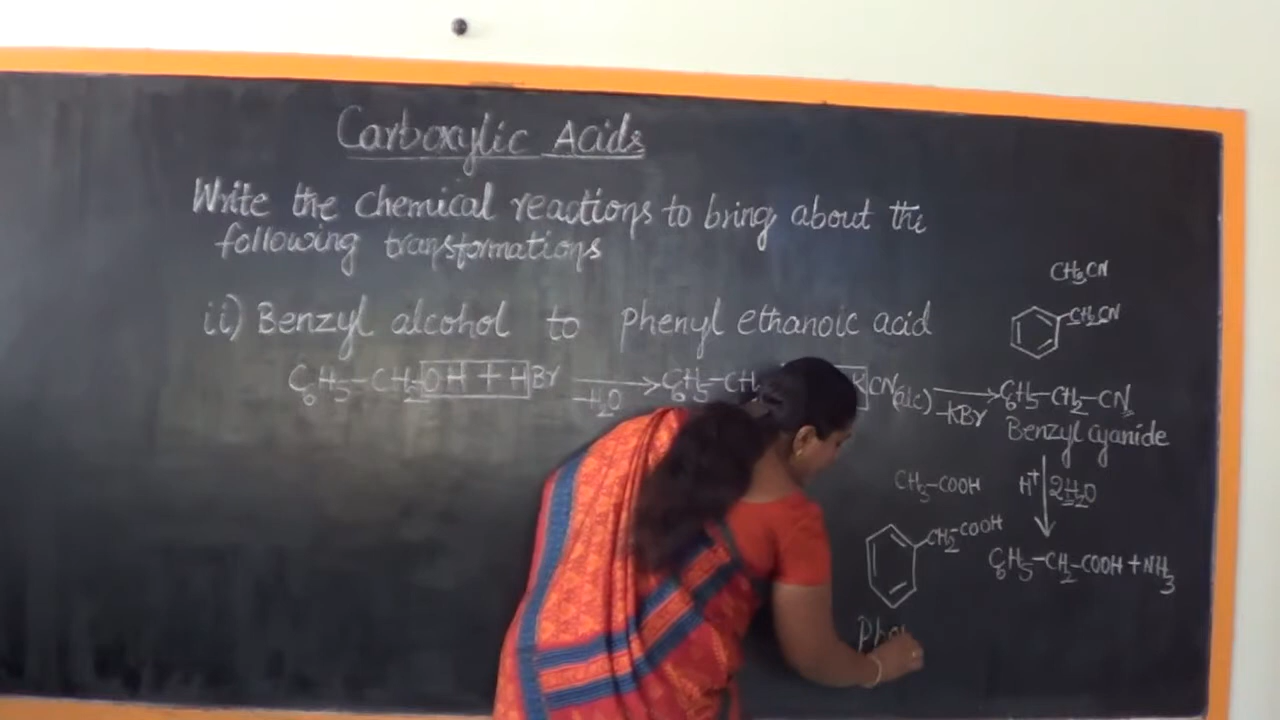 Carboxylic Acids
Write the chemical reactions to bring about the
following transformations
CH3CN
CH2CN
ii) Benzyl alcohol to phenyl ethanoic acid
C6H5-CH2OH + HBr -H2O → C6H5-CH CN (alc) -KBr → C6H5-CH2-CN
Benzyl cyanide
CH3-COOH H+ 2H2O
CH2-COOH
C6H5-CH2-COOH + NH3